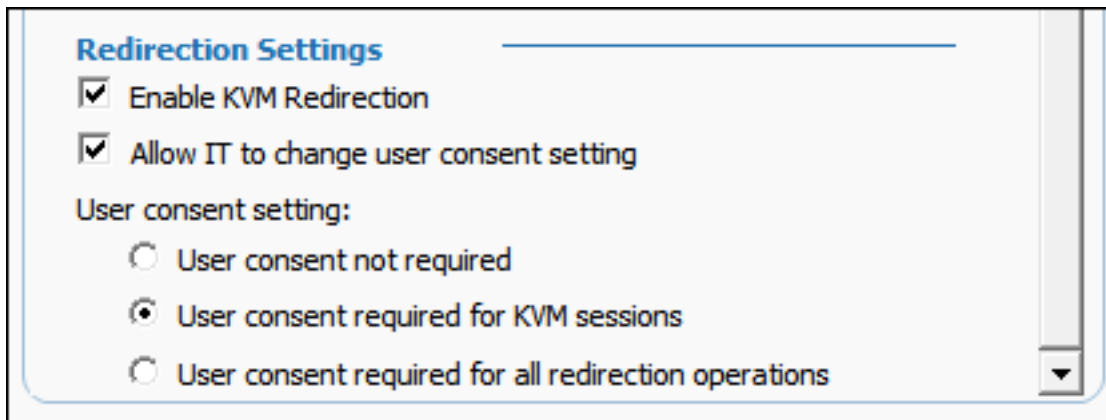 Redirection Settings
Enable KVM Redirection
Allow IT to change user consent setting
User consent setting:
User consent not required
User consent required for KVM sessions
User consent required for all redirection operations